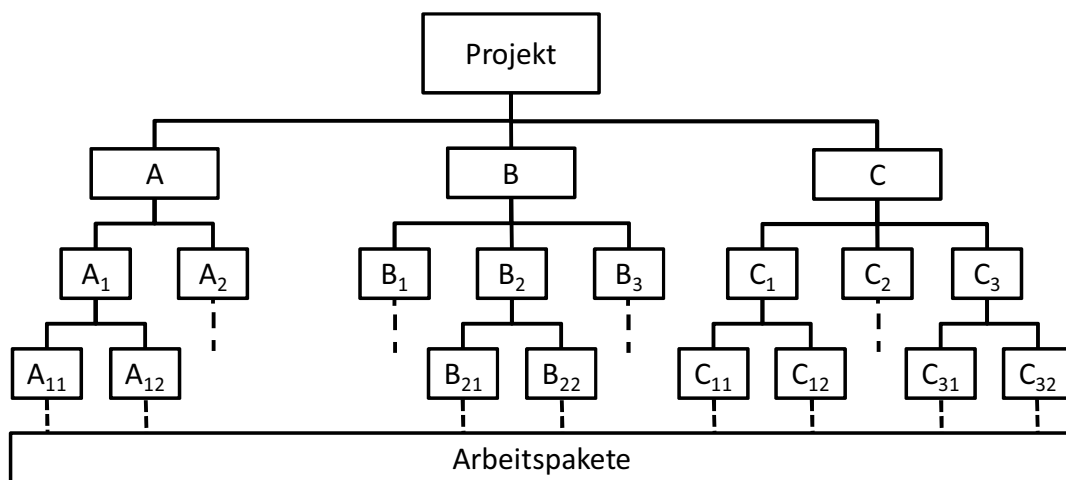 Projekt
A B C
A₁ A₂ B₁ B₂ B₃ C₁ C₂ C₃
A₁₁ A₁₂ B₂₁ B₂₂ C₁₁ C₁₂ C₃₁ C₃₂
Arbeitspakete